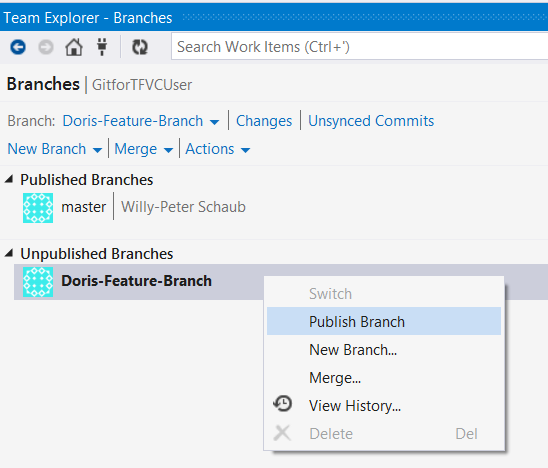 Team Explorer - Branches
Search Work Items (Ctrl+')
Branches | GitforTFVCUser
Branch: Doris-Feature-Branch | Changes | Unsynced Commits
New Branch | Merge | Actions
Published Branches
master | Willy-Peter Schaub
Unpublished Branches
Doris-Feature-Branch
Switch
Publish Branch
New Branch...
Merge...
View History...
Delete Del